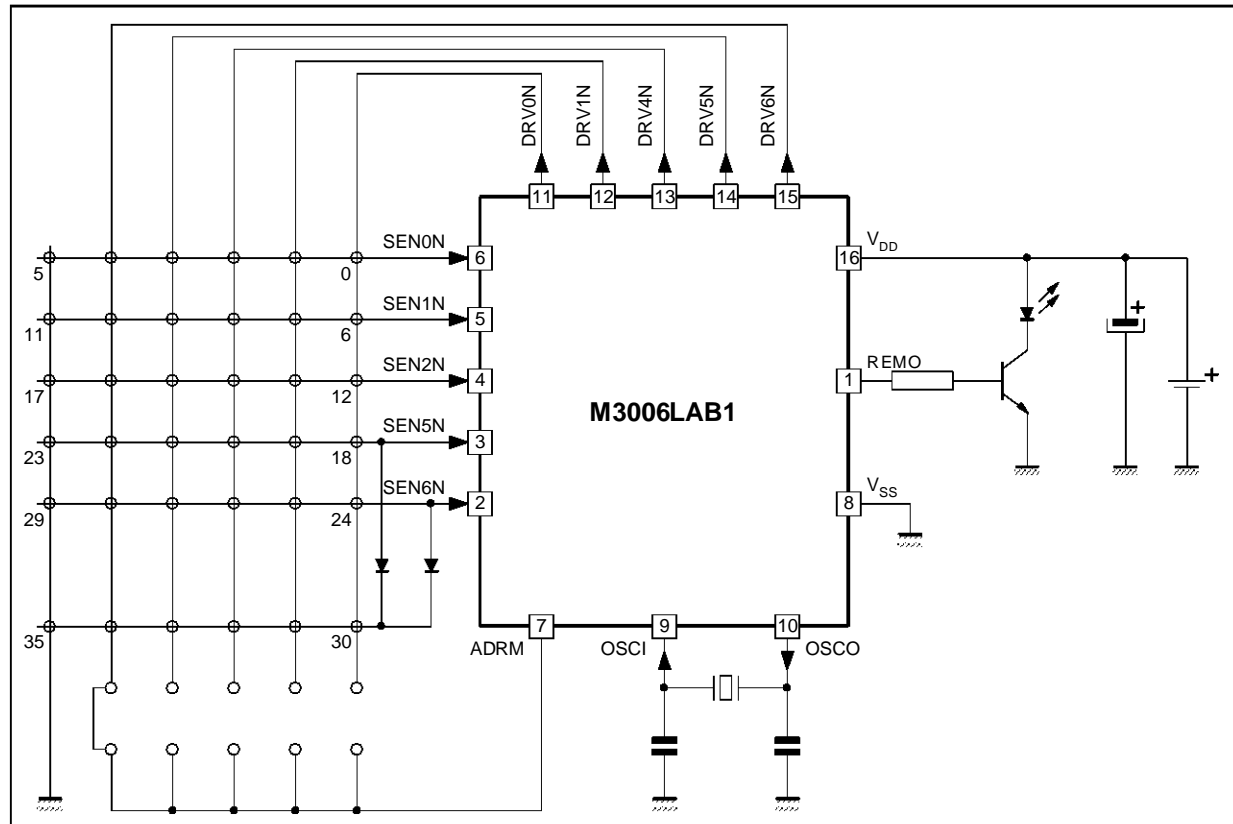 DRV0N
DRV1N
DRV4N
DRV5N
DRV6N
11
12
13
14
15
SEN0N
6
5
0
SEN1N
5
11
6
SEN2N
4
17
12
SEN5N
3
23
18
SEN6N
2
29
24
35
30
M3006LAB1
16
VDD
+
+
1
REMO
8
VSS
ADRM
7
OSCI
9
10
OSCO